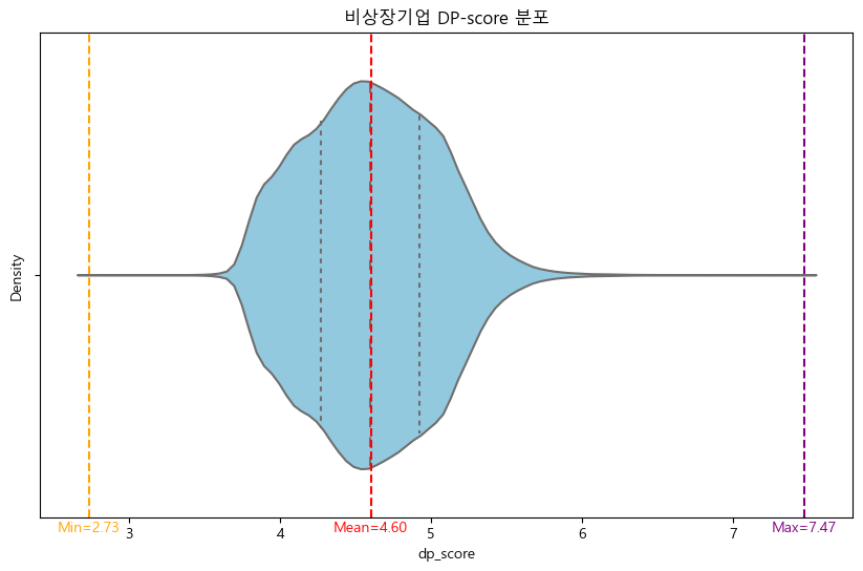 비상장기업 DP-score 분포
Density
3 4 5 6 7
Min=2.73 Mean=4.60 Max=7.47
dp_score